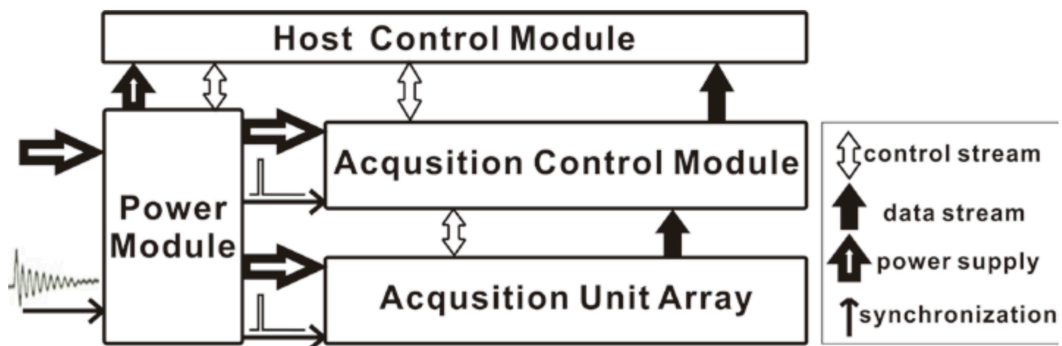 Host Control Module
Acqusition Control Module
Power
Module
Acqusition Unit Array
control stream
data stream
power supply
synchronization